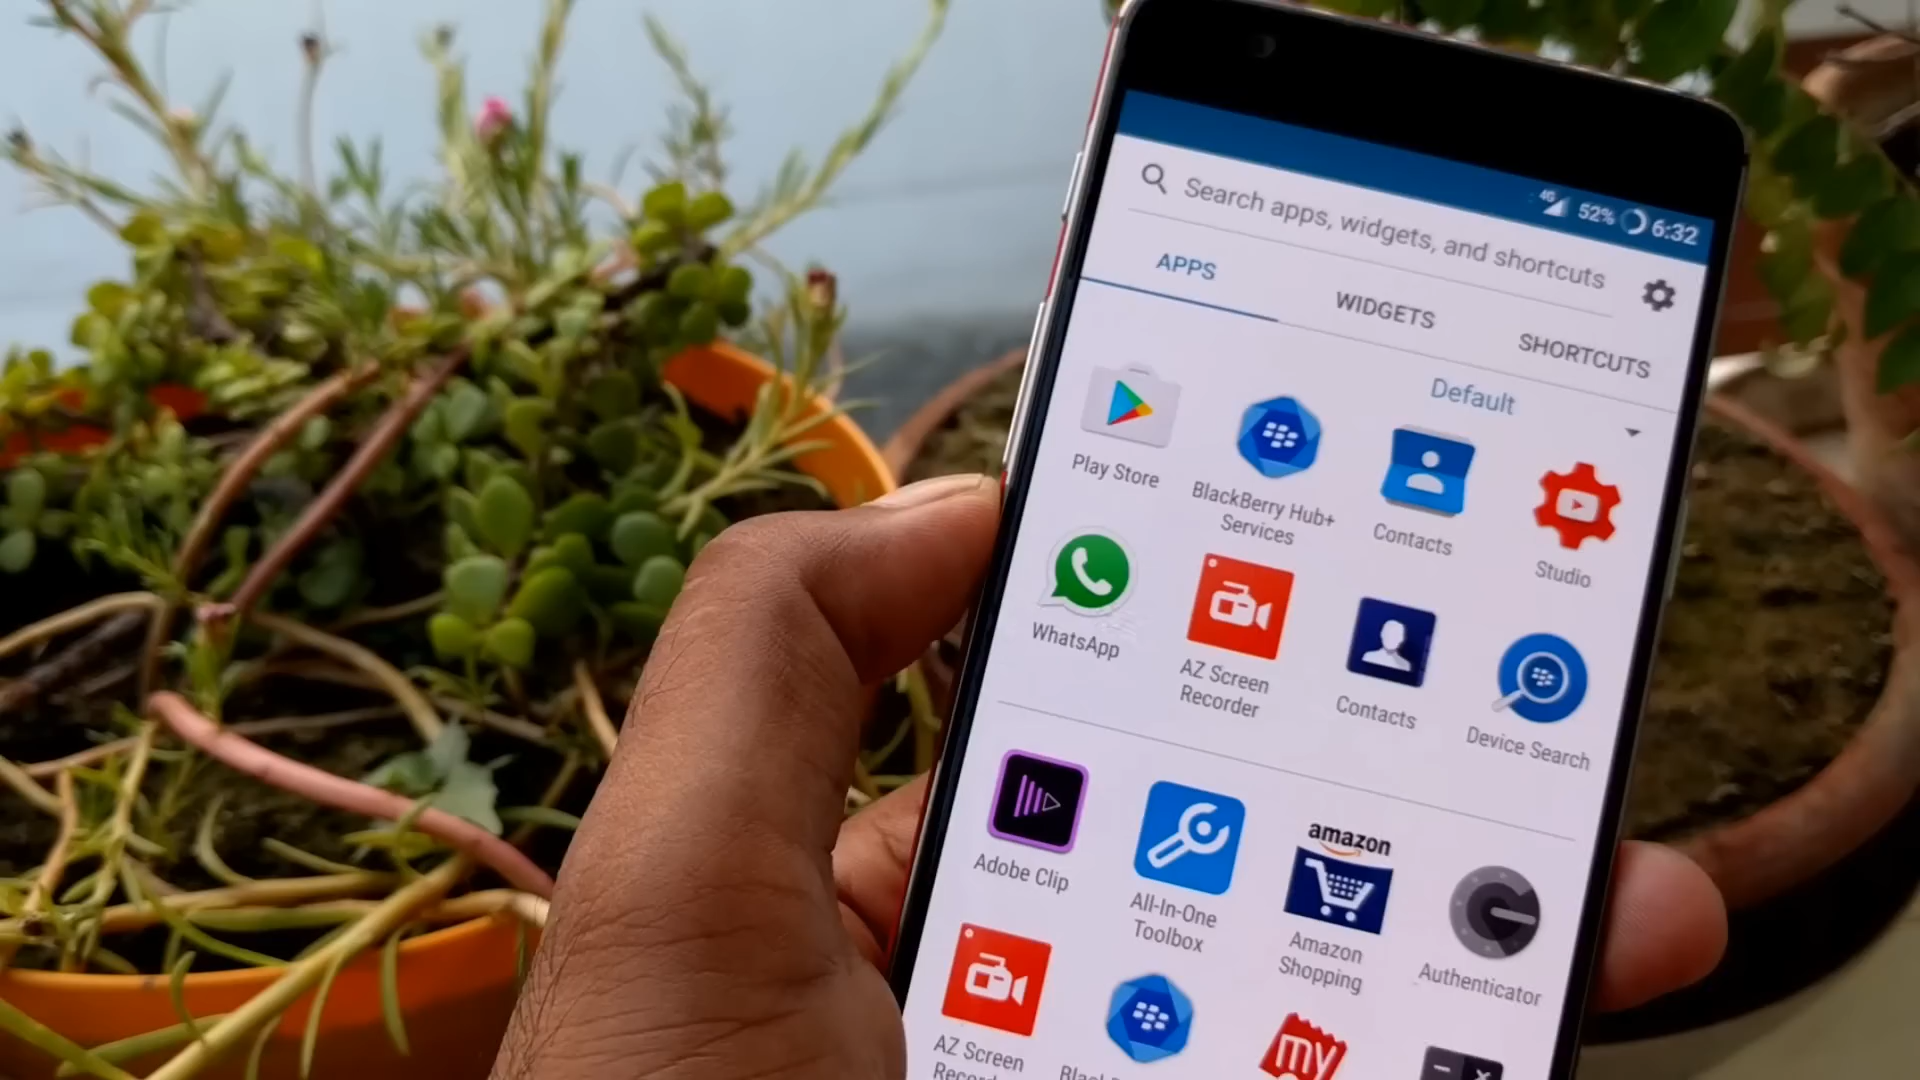 4G 52% 6:32
Search apps, widgets, and shortcuts
APPS WIDGETS SHORTCUTS
Default
Play Store
BlackBerry Hub+
Services
Contacts
Studio
WhatsApp
AZ Screen
Recorder
Contacts
Device Search
amazon
Adobe Clip
All-In-One
Toolbox
Amazon
Shopping
Authenticator
my
AZ Screen